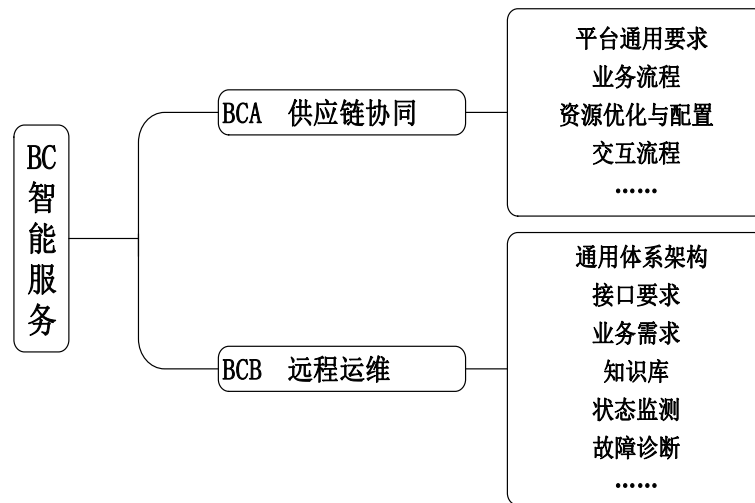 BC
智
能
服
务
BCA 供应链协同
平台通用要求
业务流程
资源优化与配置
交互流程
……
BCB 远程运维
通用体系架构
接口要求
业务需求
知识库
状态监测
故障诊断
……